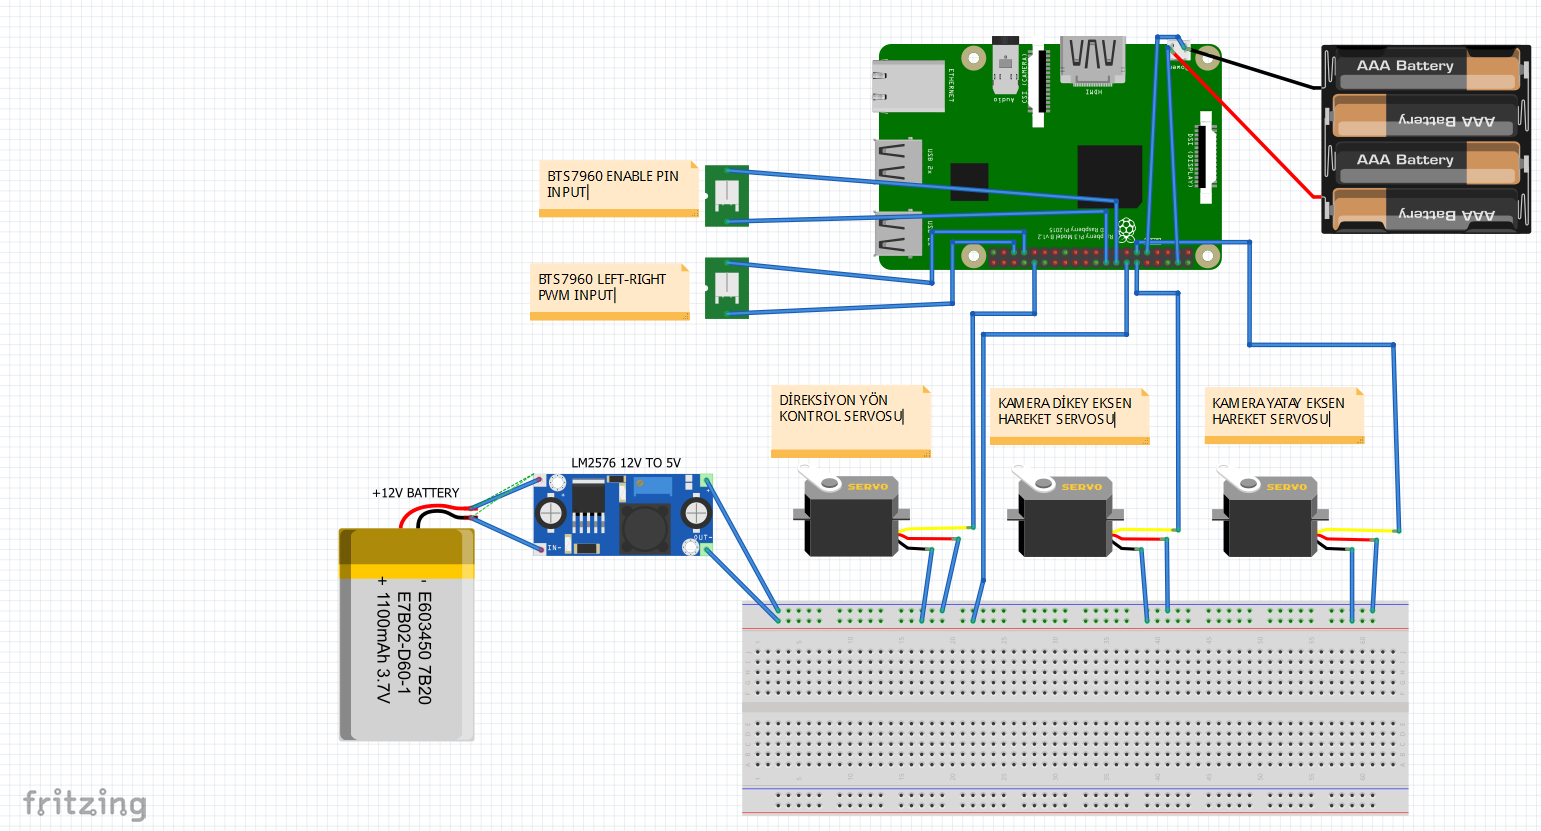 ETHERNET
Audio
CSI (CAMERA)
HDMI
Power
AAA Battery
AAA Battery
AAA Battery
AAA Battery
USB 2x
DSI (DISPLAY)
BTS7960 ENABLE PIN
INPUT
Raspberry Pi 3 Model B v1.2
© Raspberry Pi 2015
BTS7960 LEFT-RIGHT
PWM INPUT
DİREKSİYON YÖN
KONTROL SERVOSU
KAMERA DİKEY EKSEN
HAREKET SERVOSU
KAMERA YATAY EKSEN
HAREKET SERVOSU
LM2576 12V TO 5V
+12V BATTERY
SERVO
SERVO
SERVO
IN-
OUT-
- E603450 7B20
E7B02-D60-1
+ 1100mAh 3.7V
fritzing